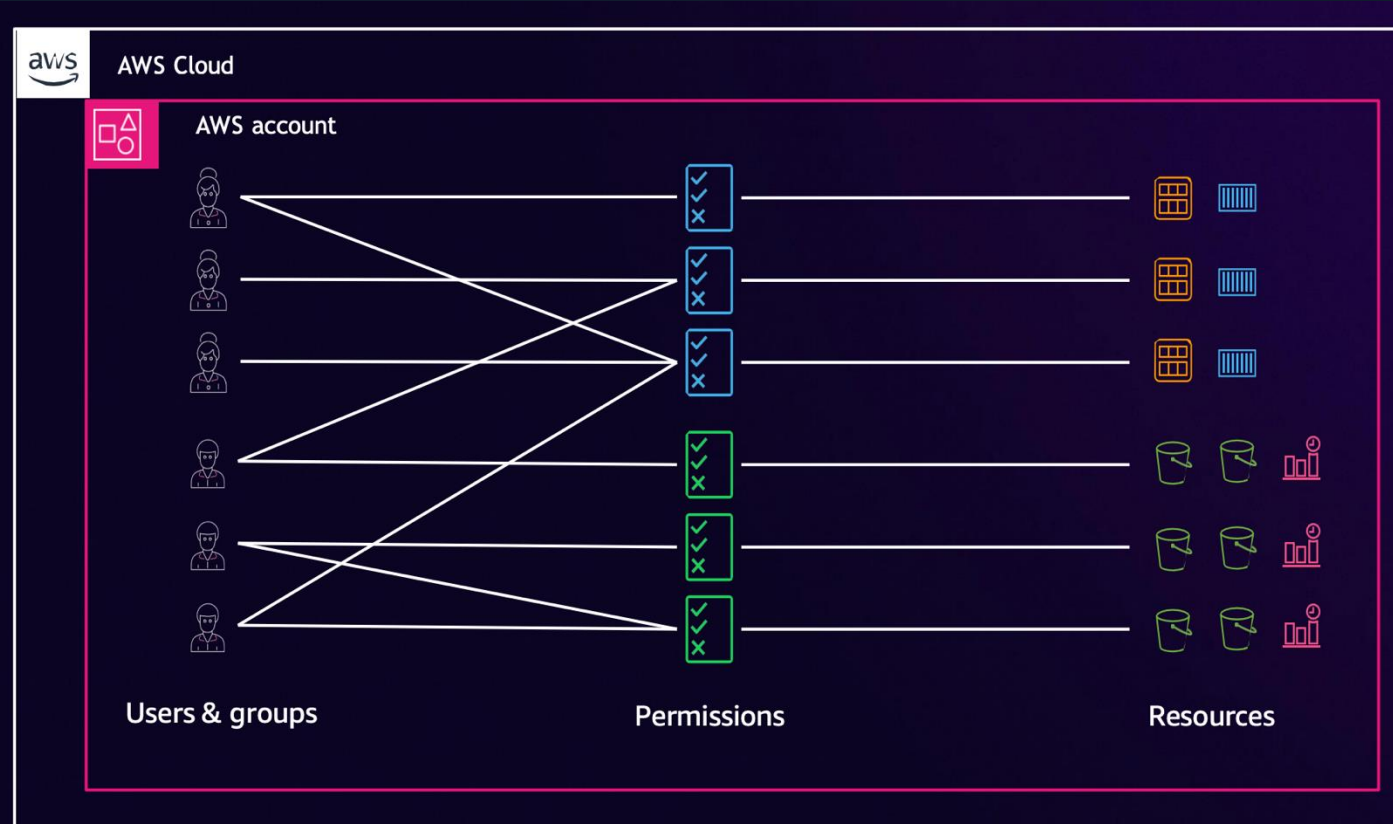 aws
AWS Cloud
AWS account
Users & groups
Permissions
Resources